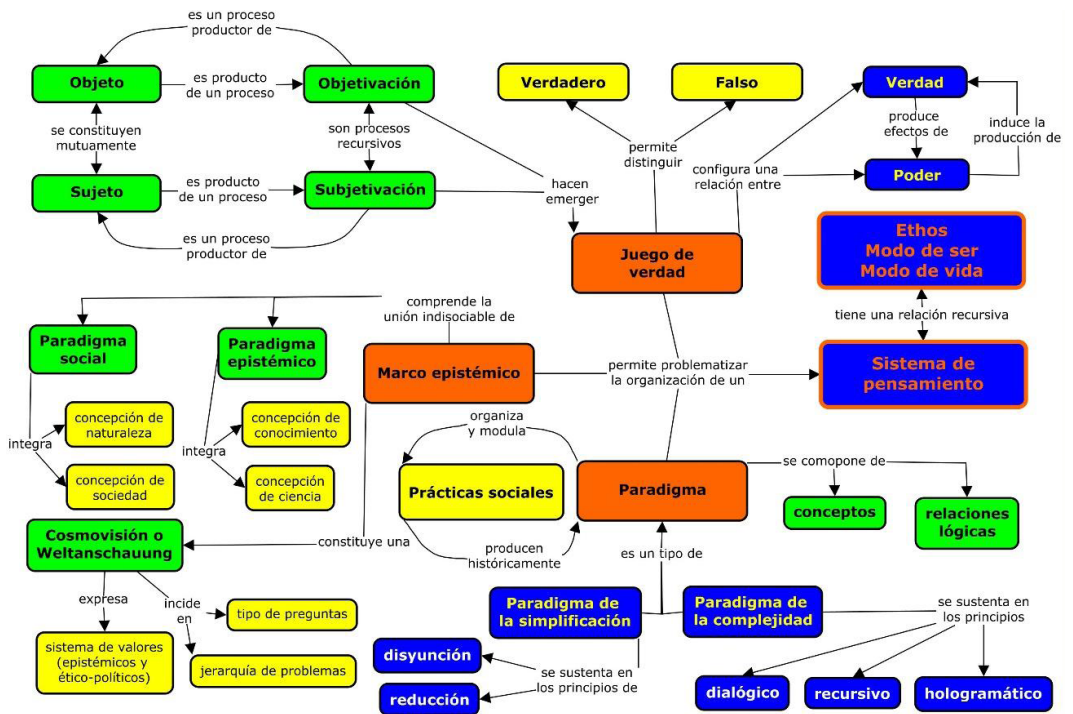 es un proceso
productor de
Objeto
es producto
de un proceso
Objetivación
se constituyen
mutuamente
son procesos
recursivos
Sujeto
es producto
de un proceso
Subjetivación
es un proceso
productor de
hacen
emerger
Verdadero
Falso
permite
distinguir
Juego de
verdad
configura una
relación entre
Verdad
produce
efectos de
induce la
producción de
Poder
Ethos
Modo de ser
Modo de vida
tiene una relación recursiva
Sistema de
pensamiento
comprende la
unión indisociable de
Paradigma
social
Paradigma
epistémico
Marco epistémico
permite problematizar
la organización de un
integra
concepción de
naturaleza
concepción de
sociedad
integra
concepción de
conocimiento
concepción
de ciencia
organiza
y modula
Prácticas sociales
Paradigma
producen
históricamente
se comopone de
conceptos
relaciones
lógicas
Cosmovisión o
Weltanschauung
constituye una
expresa
incide
en
tipo de preguntas
sistema de valores
(epistémicos y
ético-políticos)
jerarquía de problemas
es un tipo de
Paradigma de
la simplificación
Paradigma de
la complejidad
disyunción
reducción
se sustenta en
los principios de
se sustenta en
los principios
dialógico
recursivo
hologramático